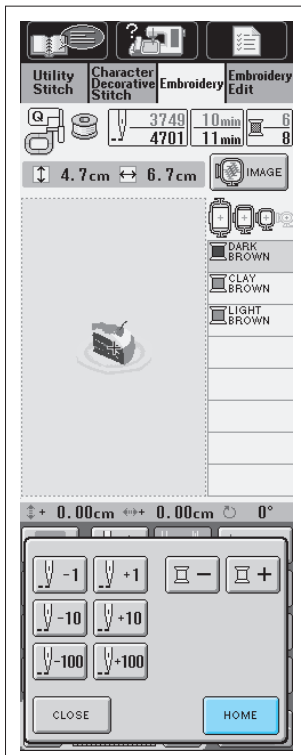 Utility Stitch
Character Decorative Stitch
Embroidery
Embroidery Edit
Q
3749
4701
10min
11min
6
8
4.7cm
6.7cm
IMAGE
DARK BROWN
CLAY BROWN
LIGHT BROWN
+ 0.00cm
+ 0.00cm
0°
-1
+1
-
+
-10
+10
-100
+100
CLOSE
HOME